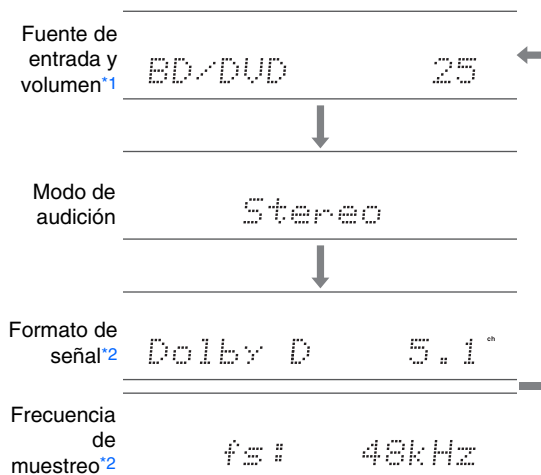 Fuente de
entrada y
volumen*1
BD/DVD 25
Modo de
audición
Stereo
Formato de
señal*2
Dolby D 5.1 ch
Frecuencia
de
muestreo*2
fs: 48kHz